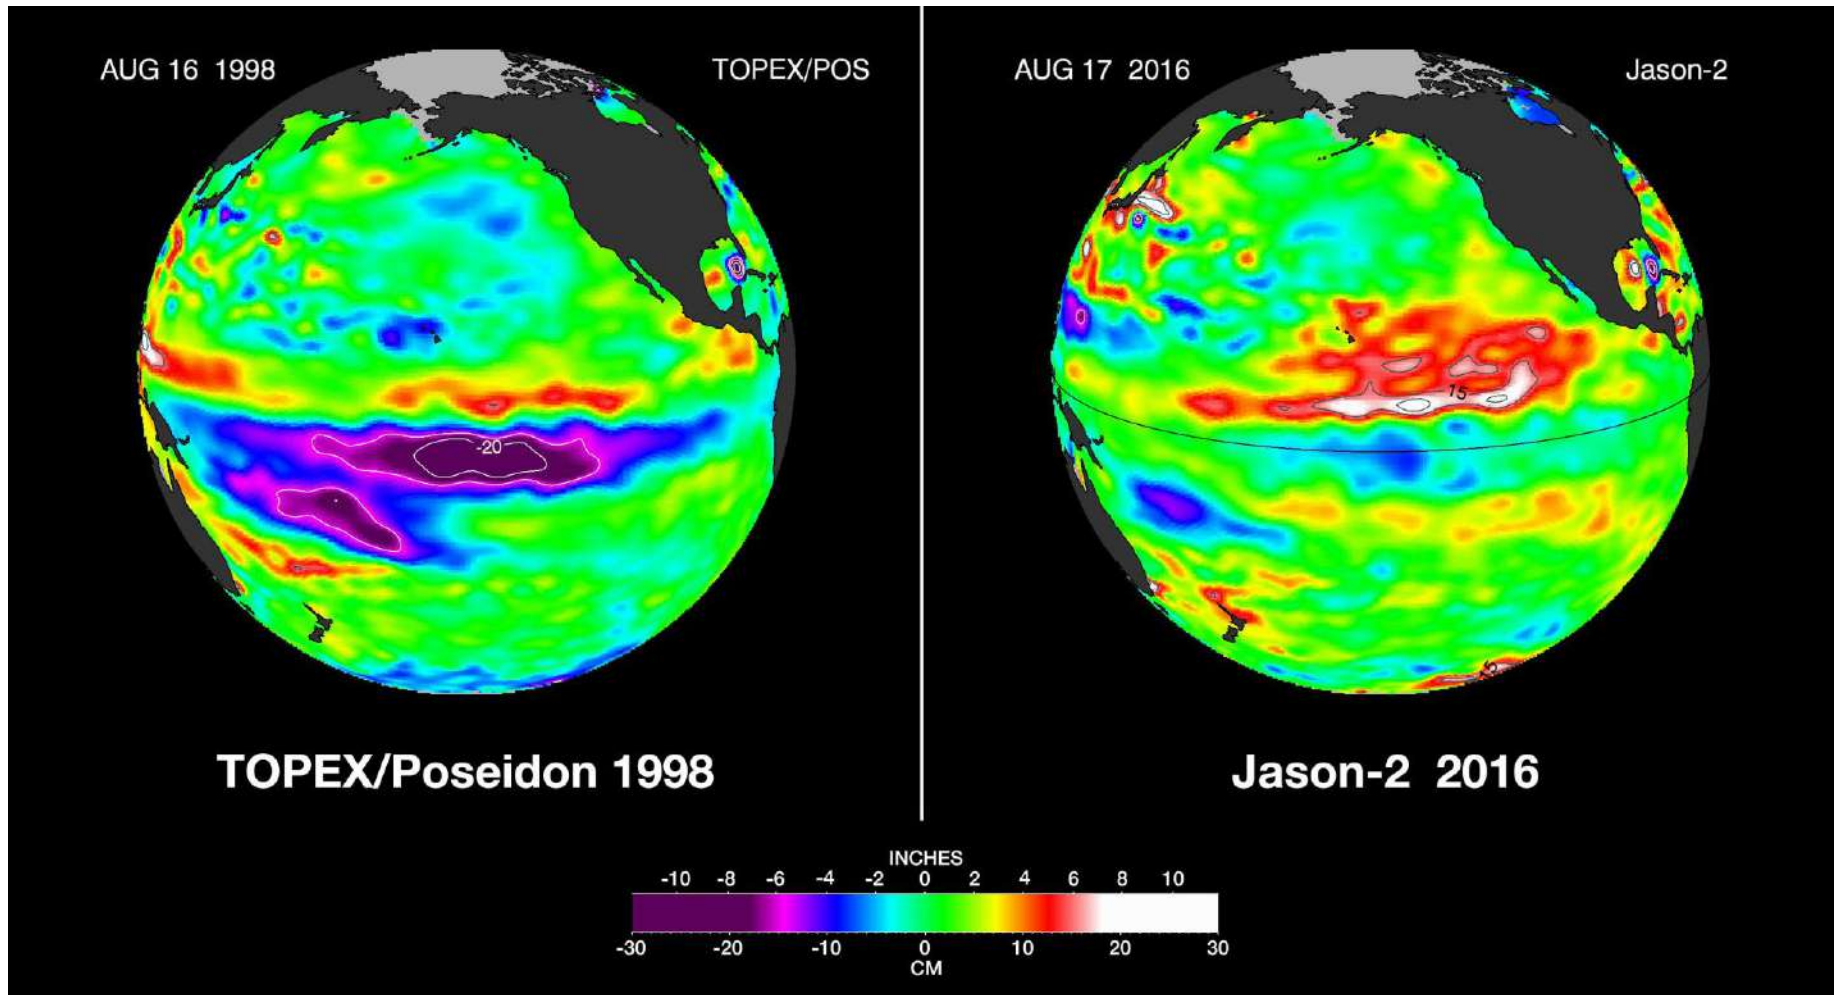 AUG 16 1998
TOPEX/POS
-20
TOPEX/Poseidon 1998
AUG 17 2016
Jason-2
15
Jason-2 2016
INCHES
-10 -8 -6 -4 -2 0 2 4 6 8 10
-30 -20 -10 0 10 20 30
CM